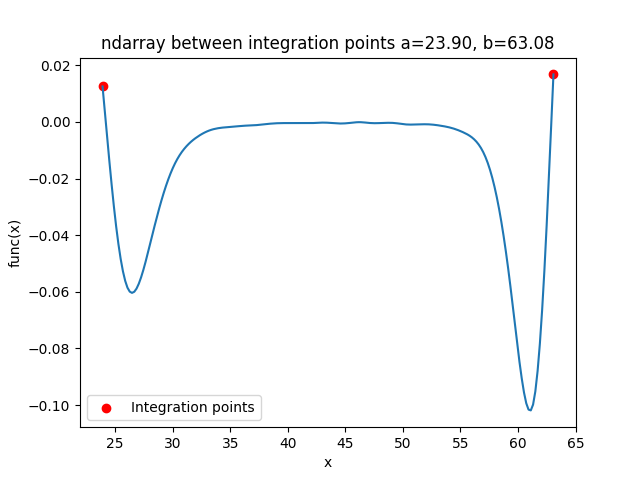 ndarray between integration points a=23.90, b=63.08
0.02
0.00
−0.02
−0.04
−0.06
−0.08
−0.10
func(x)
Integration points
25 30 35 40 45 50 55 60 65
x